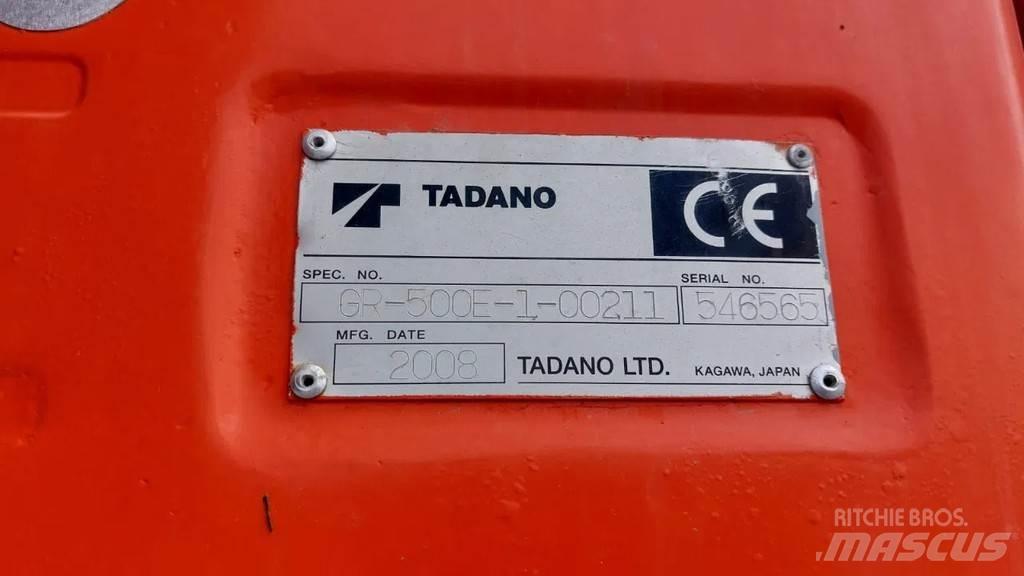 TADANO CE
SPEC. NO. SERIAL NO.
GR-500E-1-00211 546565
MFG. DATE
2008 TADANO LTD. KAGAWA, JAPAN
RITCHIE BROS.
MASCUS